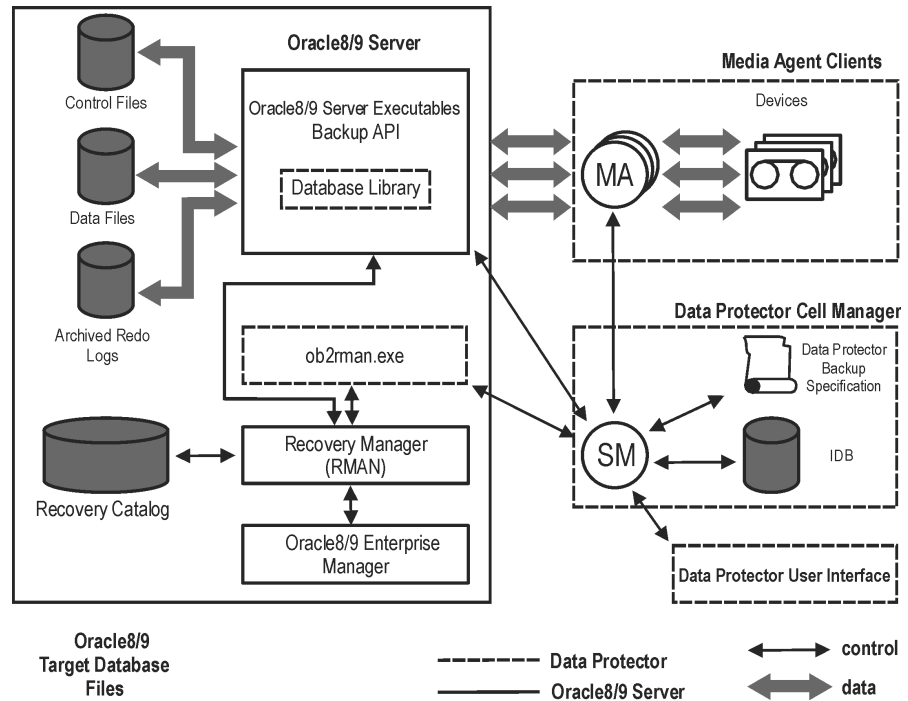 Oracle8/9 Server
Control Files
Oracle8/9 Server Executables
Backup API
Database Library
Data Files
Archived Redo
Logs
ob2rman.exe
Recovery Manager
(RMAN)
Recovery Catalog
Oracle8/9 Enterprise
Manager
Media Agent Clients
Devices
MA
Data Protector Cell Manager
Data Protector
Backup
Specification
SM
IDB
Data Protector User Interface
Oracle8/9
Target Database
Files
Data Protector
Oracle8/9 Server
control
data